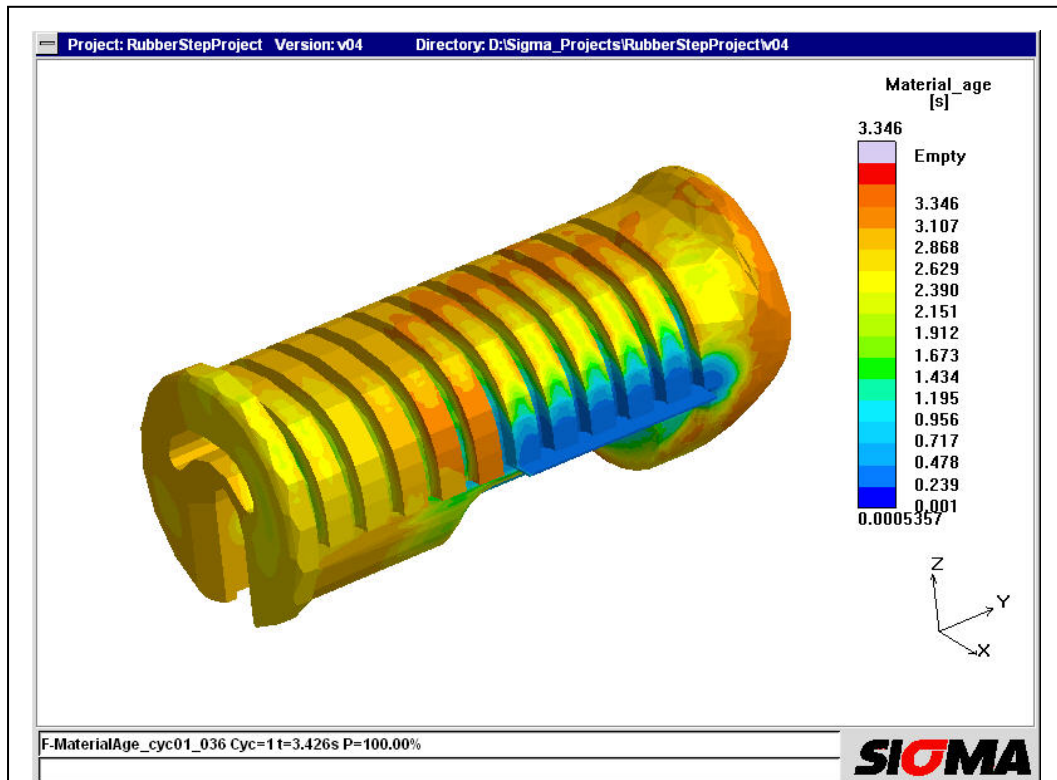 Project: RubberStepProject Version: v04 Directory: D:\Sigma_Projects\RubberStepProject\v04
Material_age
[s]
3.346
Empty
3.346
3.107
2.868
2.629
2.390
2.151
1.912
1.673
1.434
1.195
0.956
0.717
0.478
0.239
0.001
0.0005357
Z
Y
X
F-MaterialAge_cyc01_036 Cyc=1 t=3.426s P=100.00%
SIGMA